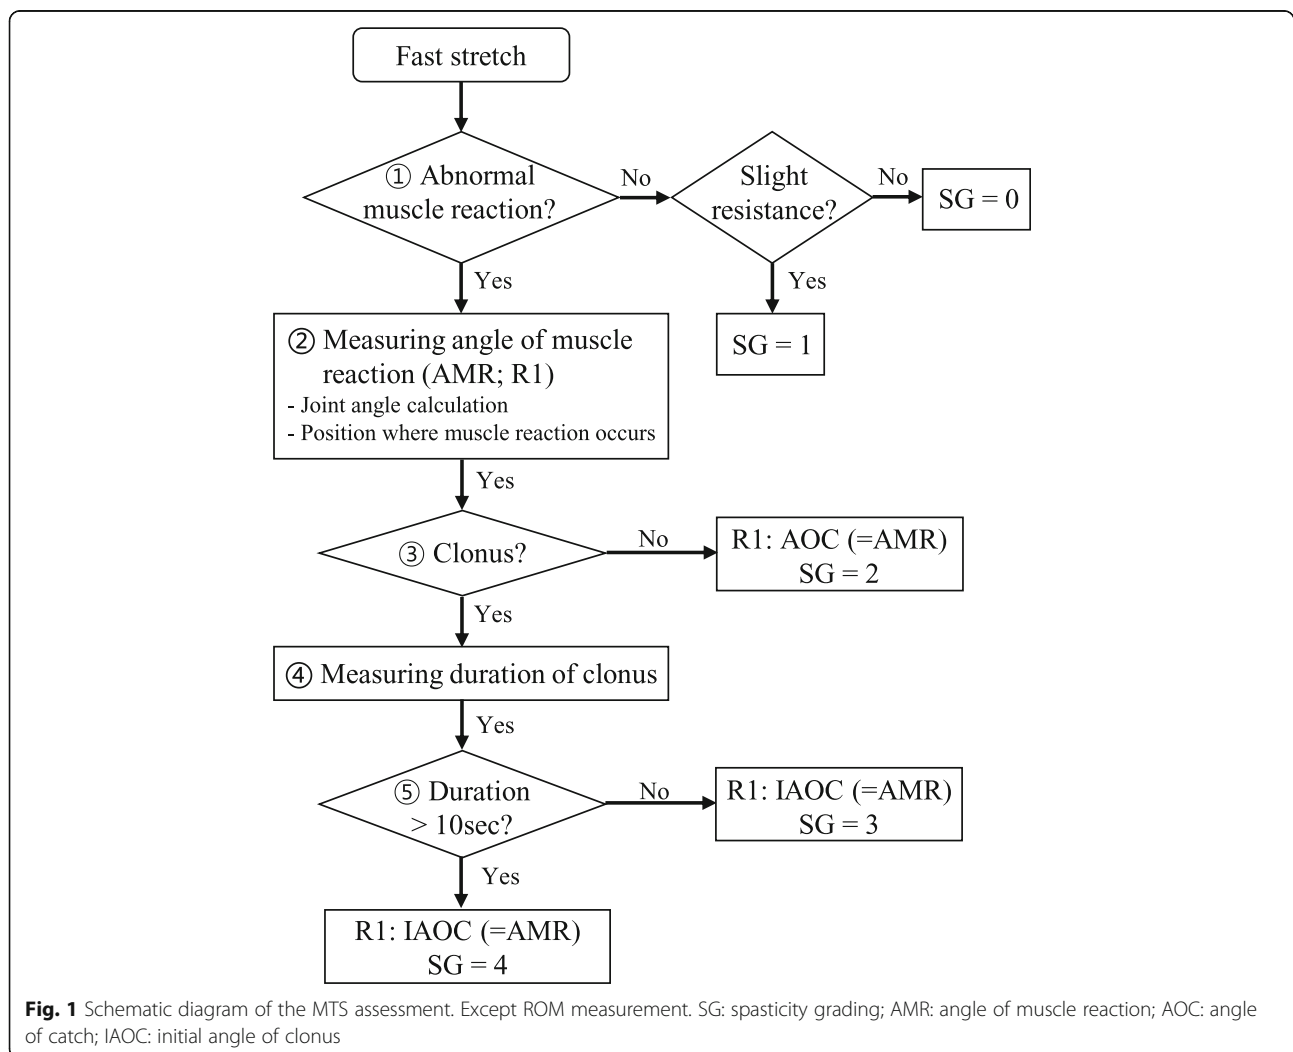 Fast stretch
① Abnormal
muscle reaction?
No
Slight
resistance?
No
SG = 0
Yes
Yes
SG = 1
② Measuring angle of muscle
reaction (AMR; R1)
- Joint angle calculation
- Position where muscle reaction occurs
Yes
③ Clonus?
No
R1: AOC (=AMR)
SG = 2
Yes
④ Measuring duration of clonus
Yes
⑤ Duration
> 10sec?
No
R1: IAOC (=AMR)
SG = 3
Yes
R1: IAOC (=AMR)
SG = 4
Fig. 1 Schematic diagram of the MTS assessment. Except ROM measurement. SG: spasticity grading; AMR: angle of muscle reaction; AOC: angle
of catch; IAOC: initial angle of clonus